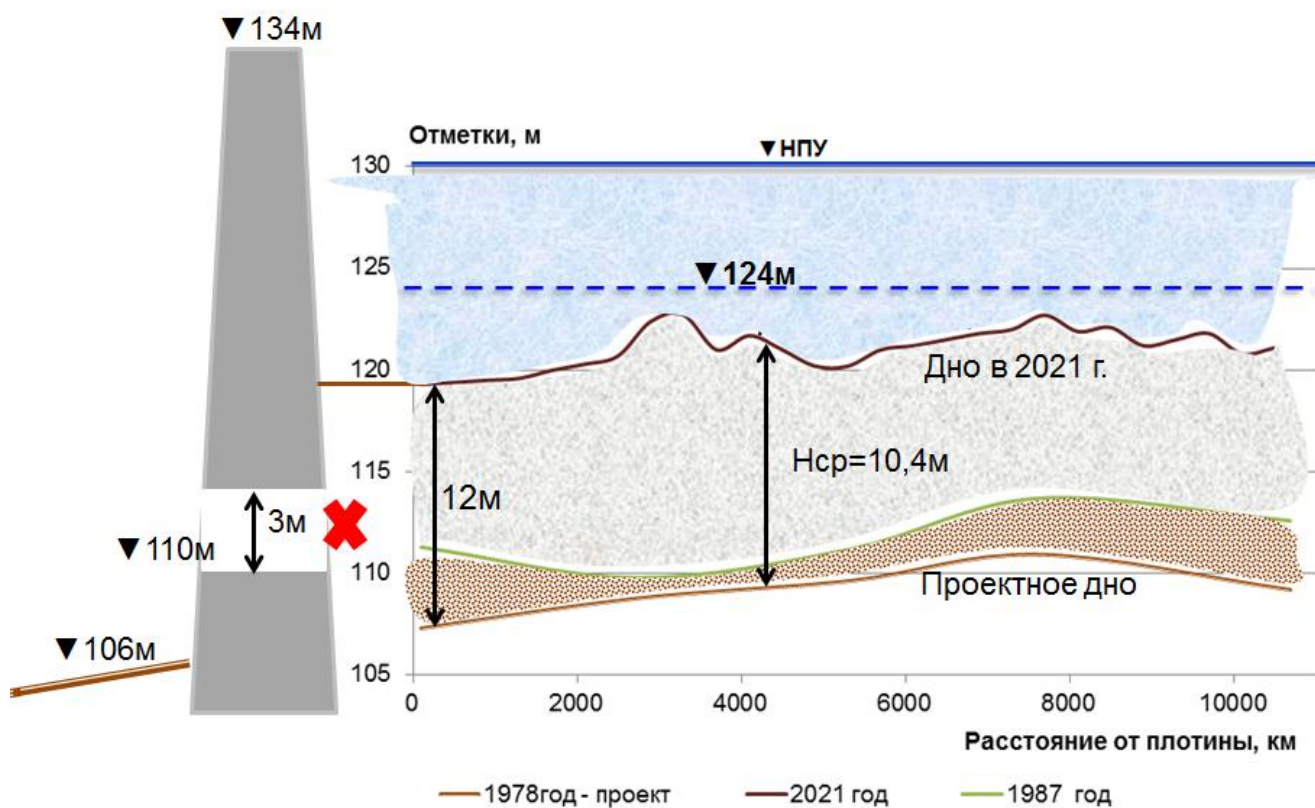 ▼134м
Отметки, м
▼НПУ
130
125
▼124м
120
Дно в 2021 г.
115
Нср=10,4м
12м
3м
▼110м
110
Проектное дно
▼106м
105
0 2000 4000 6000 8000 10000
Расстояние от плотины, км
1978год - проект 2021 год 1987 год